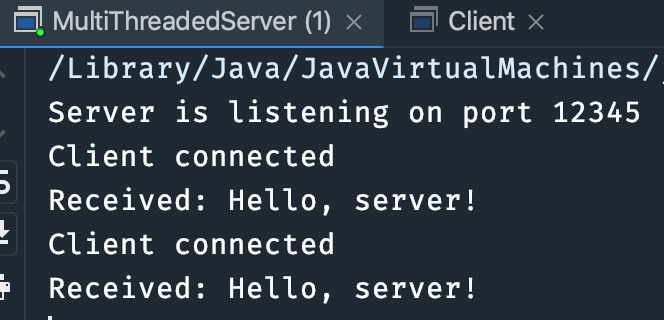 MultiThreadedServer (1) Client
/Library/Java/JavaVirtualMachines/
Server is listening on port 12345
Client connected
Received: Hello, server!
Client connected
Received: Hello, server!